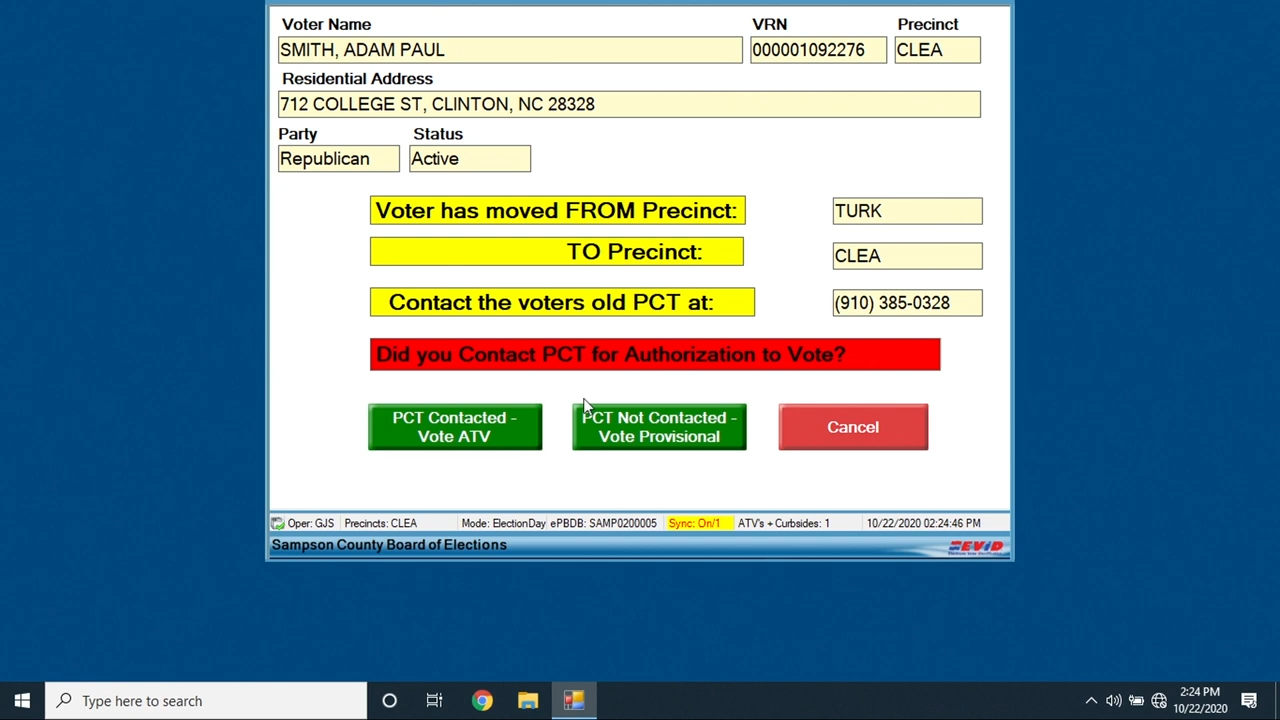 Voter Name VRN Precinct
SMITH, ADAM PAUL 000001092276 CLEA
Residential Address
712 COLLEGE ST, CLINTON, NC 28328
Party Status
Republican Active
Voter has moved FROM Precinct: TURK
TO Precinct: CLEA
Contact the voters old PCT at: (910) 385-0328
Did you Contact PCT for Authorization to Vote?
PCT Contacted -
Vote ATV
PCT Not Contacted -
Vote Provisional
Cancel
Oper: GJS Precincts: CLEA Mode: ElectionDay ePBDB: SAMP0200005 Sync: On/1 ATV's + Curbsides: 1 10/22/2020 02:24:46 PM
Sampson County Board of Elections EViD
Type here to search
2:24 PM
10/22/2020